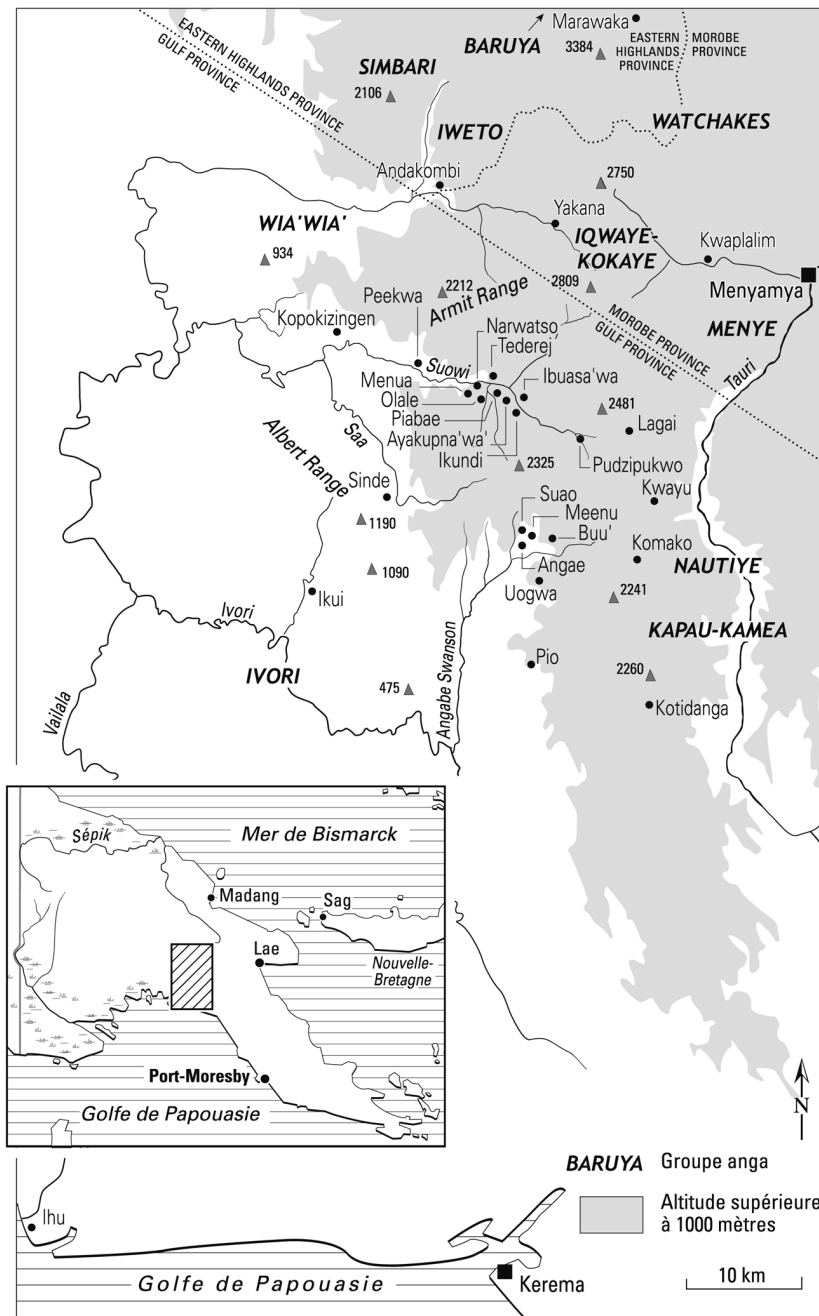 Marawaka
BARUYA
EASTERN HIGHLANDS PROVINCE
GULF PROVINCE
3384
EASTERN
HIGHLANDS
PROVINCE
MOROBE
PROVINCE
SIMBARI
2106
IWETO
WATCHAKES
Andakombi
2750
WIA'WIA'
Yakana
IQWAYE-
KOKAYE
Kwaplalim
934
2212
Armit Range
2809
Menyamya
Peekwa
MOROBE PROVINCE
GULF PROVINCE
MENYE
Kopokizingen
Narwatso
Tederej
Suowi
Ibuasa'wa
Tauri
Menua
Olale
Piabae
Ayakupna'wa'
Ikundi
2481
Lagai
Saa
Albert Range
2325
Pudzipukwo
Sinde
Suao
Kwayu
Meenu
1190
Buu'
Komako
1090
Angae
NAUTIYE
Ikui
Uogwa
2241
Ivori
KAPAU-KAMEA
IVORI
Pio
2260
475
Angabe Swanson
Vailala
Kotidanga
Sépik
Mer de Bismarck
Madang
Sag
Lae
Nouvelle-
Bretagne
Port-Moresby
Golfe de Papouasie
N
BARUYA Groupe anga
Altitude supérieure
à 1000 mètres
Ihu
Golfe de Papouasie
Kerema
10 km